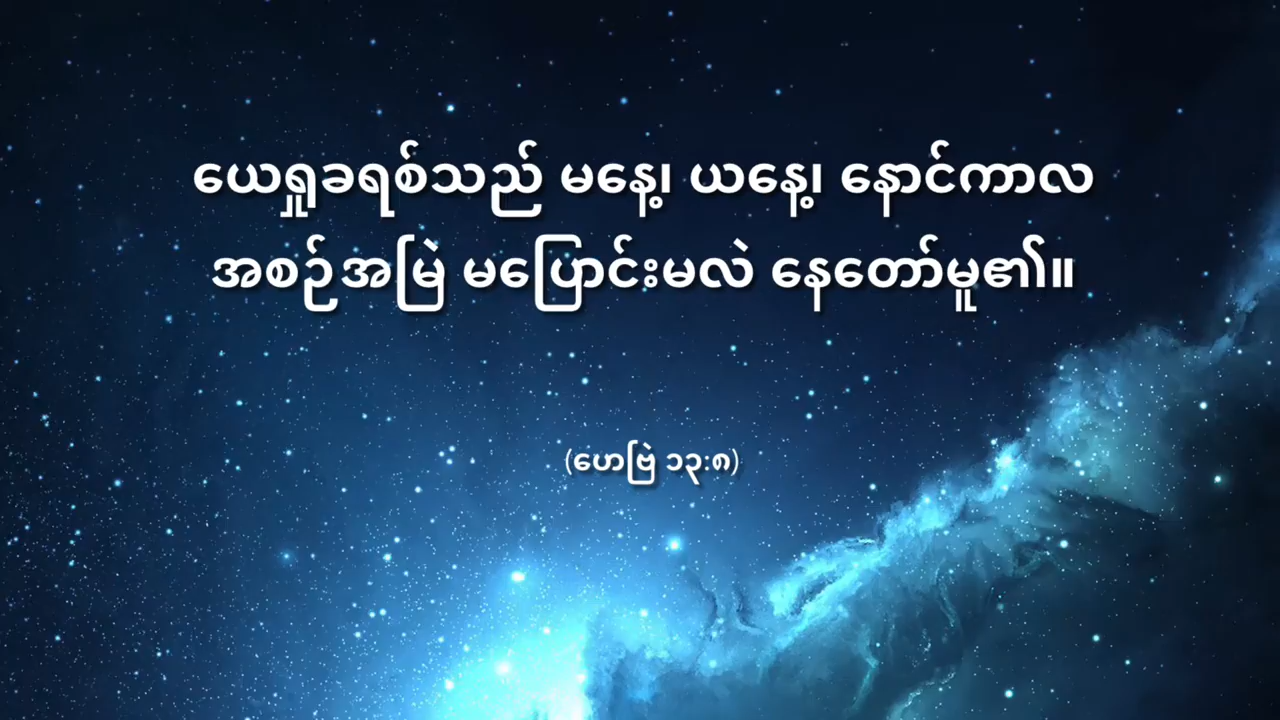 ယေရှုခရစ်သည် မနေ့၊ ယနေ့၊ နောင်ကာလ
အစဉ်အမြဲ မပြောင်းမလဲ နေတော်မူ၏။
(ဟေဗြဲ ၁၃:၈)